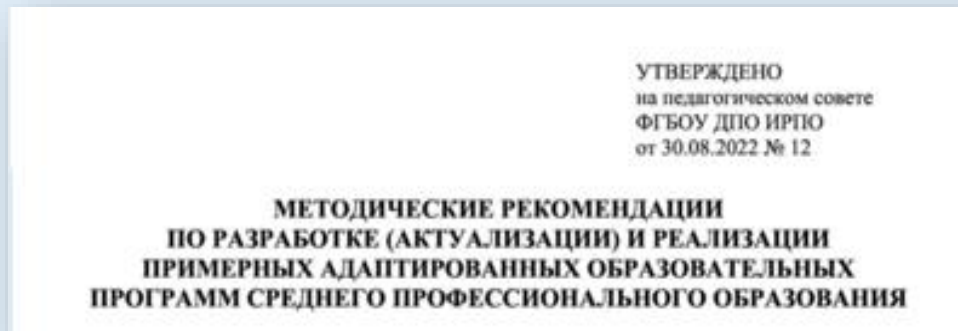 УТВЕРЖДЕНО
на педагогическом совете
ФГБОУ ДПО ИРПО
от 30.08.2022 № 12
МЕТОДИЧЕСКИЕ РЕКОМЕНДАЦИИ
ПО РАЗРАБОТКЕ (АКТУАЛИЗАЦИИ) И РЕАЛИЗАЦИИ
ПРИМЕРНЫХ АДАПТИРОВАННЫХ ОБРАЗОВАТЕЛЬНЫХ
ПРОГРАММ СРЕДНЕГО ПРОФЕССИОНАЛЬНОГО ОБРАЗОВАНИЯ